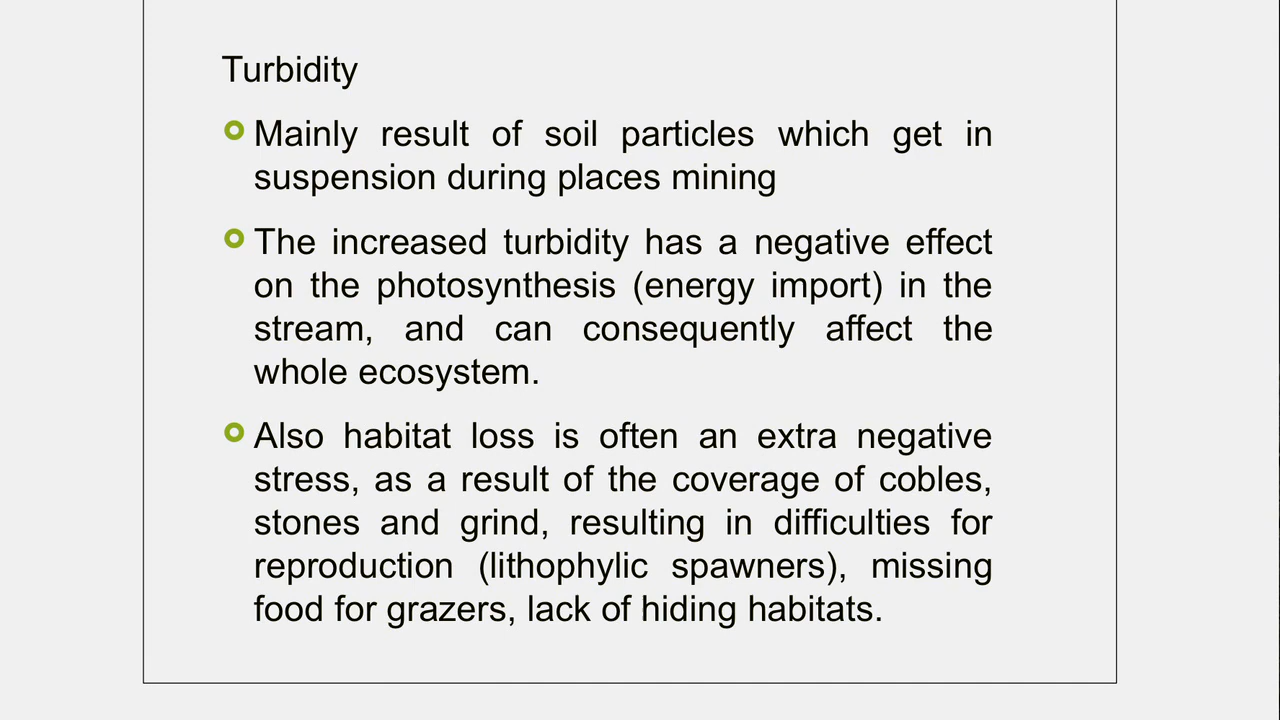 Turbidity
Mainly result of soil particles which get in
suspension during places mining
The increased turbidity has a negative effect
on the photosynthesis (energy import) in the
stream, and can consequently affect the
whole ecosystem.
Also habitat loss is often an extra negative
stress, as a result of the coverage of cobles,
stones and grind, resulting in difficulties for
reproduction (lithophylic spawners), missing
food for grazers, lack of hiding habitats.